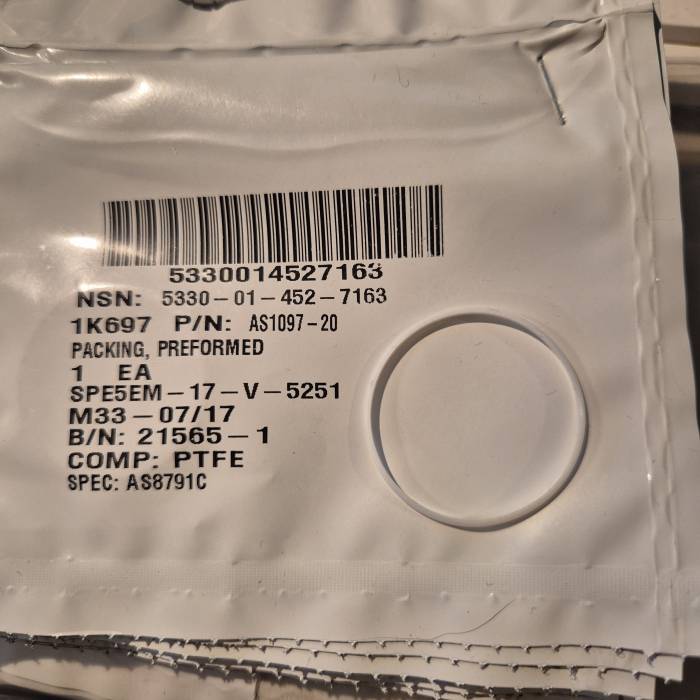 5330014527163
NSN: 5330-01-452-7163
1K697 P/N: AS1097-20
PACKING, PREFORMED
1 EA
SPE5EM-17-V-5251
M33-07/17
B/N: 21565-1
COMP: PTFE
SPEC: AS8791C